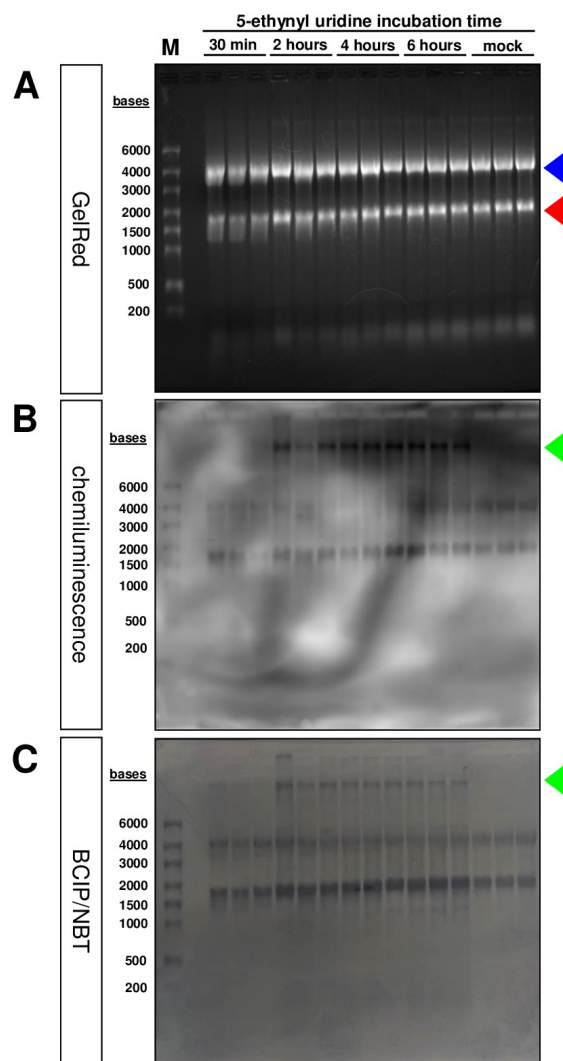 5-ethynyl uridine incubation time
M 30 min 2 hours 4 hours 6 hours mock
A
bases
6000
4000
3000
2000
1500
1000
500
200
GelRed
B
bases
6000
4000
3000
2000
1500
1000
500
200
chemiluminescence
C
bases
6000
4000
3000
2000
1500
1000
500
200
BCIP/NBT